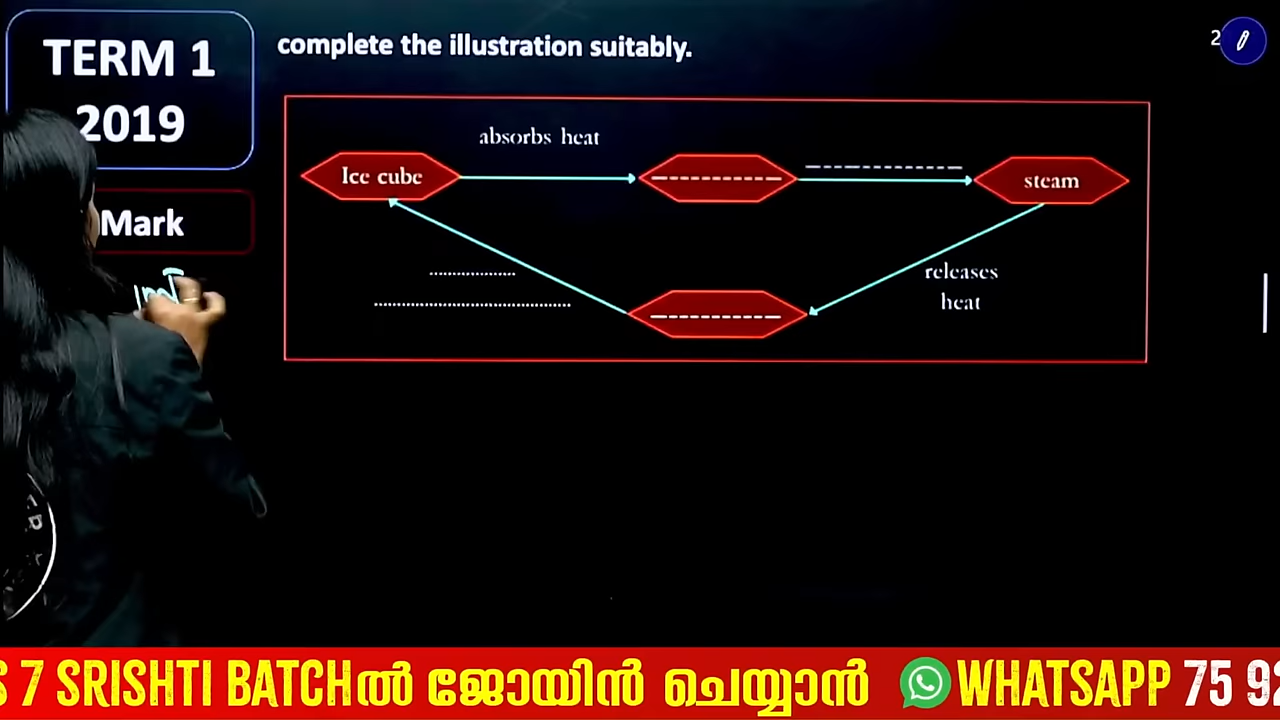 TERM 1
2019
Mark
complete the illustration suitably.
2
absorbs heat
Ice cube
steam
releases
heat
7 SRISHTI BATCHൽ ജോയിൻ ചെയ്യാൻ WHATSAPP 75 92